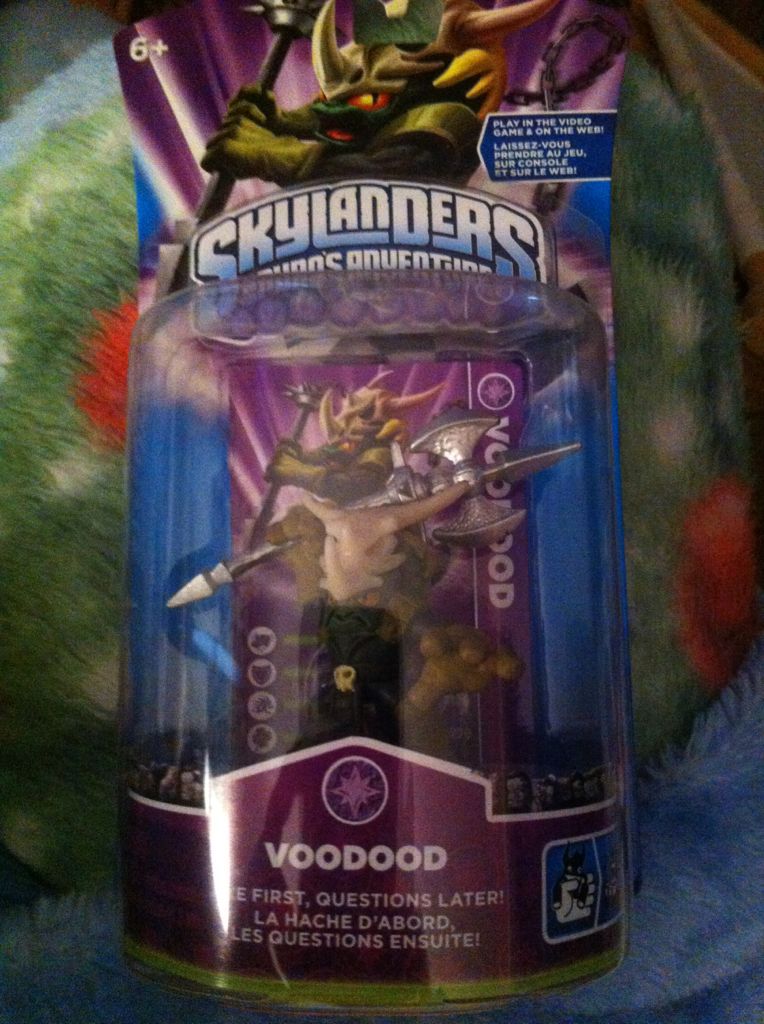 6+
PLAY IN THE VIDEO
GAME & ON THE WEB!
LAISSEZ-VOUS
PRENDRE AU JEU,
SUR CONSOLE
ET SUR LE WEB!
SKYLANDERS
VOODOOD
VOODOOD
FIRST, QUESTIONS LATER!
LA HACHE D'ABORD,
LES QUESTIONS ENSUITE!